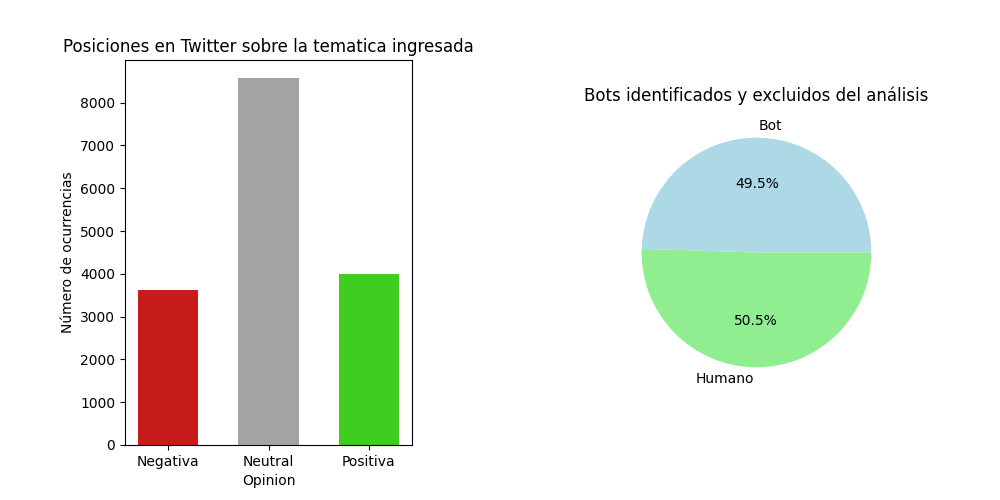 Posiciones en Twitter sobre la tematica ingresada
Número de ocurrencias
8000
7000
6000
5000
4000
3000
2000
1000
0
Negativa
Neutral
Positiva
Opinion
Bots identificados y excluidos del análisis
Bot
49.5%
50.5%
Humano